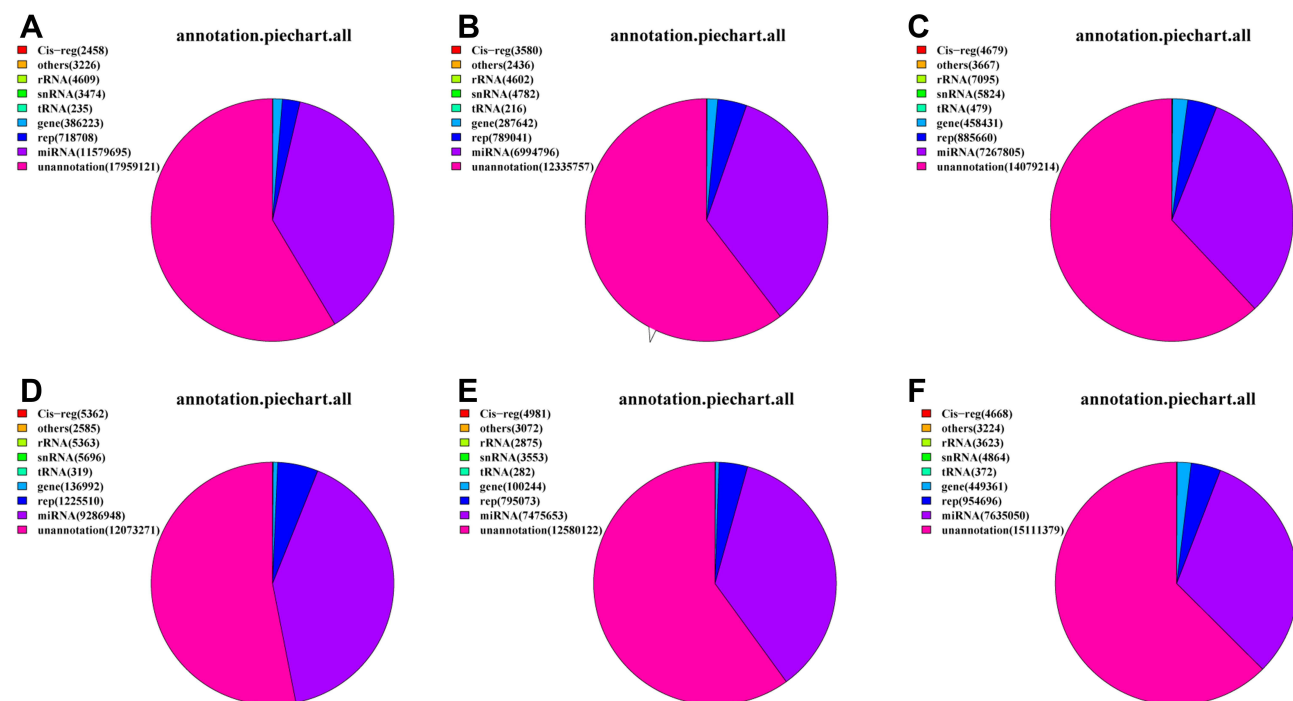 A
annotation.piechart.all
Cis−reg(2458)
others(3226)
rRNA(4609)
snRNA(3474)
tRNA(235)
gene(386223)
rep(718708)
miRNA(11579695)
unannotation(17959121)
B
annotation.piechart.all
Cis−reg(3580)
others(2436)
rRNA(4602)
snRNA(4782)
tRNA(216)
gene(287642)
rep(789041)
miRNA(6994796)
unannotation(12335757)
C
annotation.piechart.all
Cis−reg(4679)
others(3667)
rRNA(7095)
snRNA(5824)
tRNA(479)
gene(458431)
rep(885660)
miRNA(7267805)
unannotation(14079214)
D
annotation.piechart.all
Cis−reg(5362)
others(2585)
rRNA(5363)
snRNA(5696)
tRNA(319)
gene(136992)
rep(1225510)
miRNA(9286948)
unannotation(12073271)
E
annotation.piechart.all
Cis−reg(4981)
others(3072)
rRNA(2875)
snRNA(3553)
tRNA(282)
gene(100244)
rep(795073)
miRNA(7475653)
unannotation(12580122)
F
annotation.piechart.all
Cis−reg(4668)
others(3224)
rRNA(3623)
snRNA(4864)
tRNA(372)
gene(449361)
rep(954696)
miRNA(7635050)
unannotation(15111379)